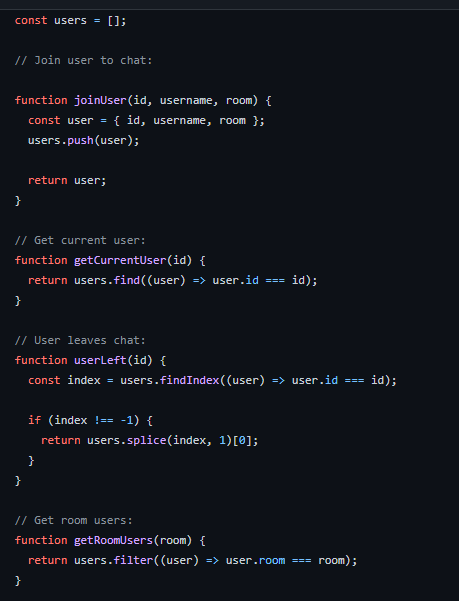 const users = [];
// Join user to chat:
function joinUser(id, username, room) {
  const user = { id, username, room };
  users.push(user);
  return user;
}
// Get current user:
function getCurrentUser(id) {
  return users.find((user) => user.id === id);
}
// User leaves chat:
function userLeft(id) {
  const index = users.findIndex((user) => user.id === id);
  if (index !== -1) {
    return users.splice(index, 1)[0];
  }
}
// Get room users:
function getRoomUsers(room) {
  return users.filter((user) => user.room === room);
}